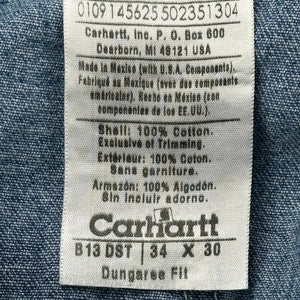 0109145625502351304
Carhartt, Inc. P. O. Box 600
Dearborn, MI 48121 USA
Made in Mexico (with U.S.A. Components).
Fabriqué au Mexique (avec des composants
américains). Hecho en México (con
componentes de los EE.UU.).
Shell: 100% Cotton.
Exclusive of Trimming.
Extérieur: 100% Coton.
Sans garniture.
Armazón: 100% Algodón.
Sin incluir adorno.
Carhartt
B13 DST 34 X 30
Dungaree Fit